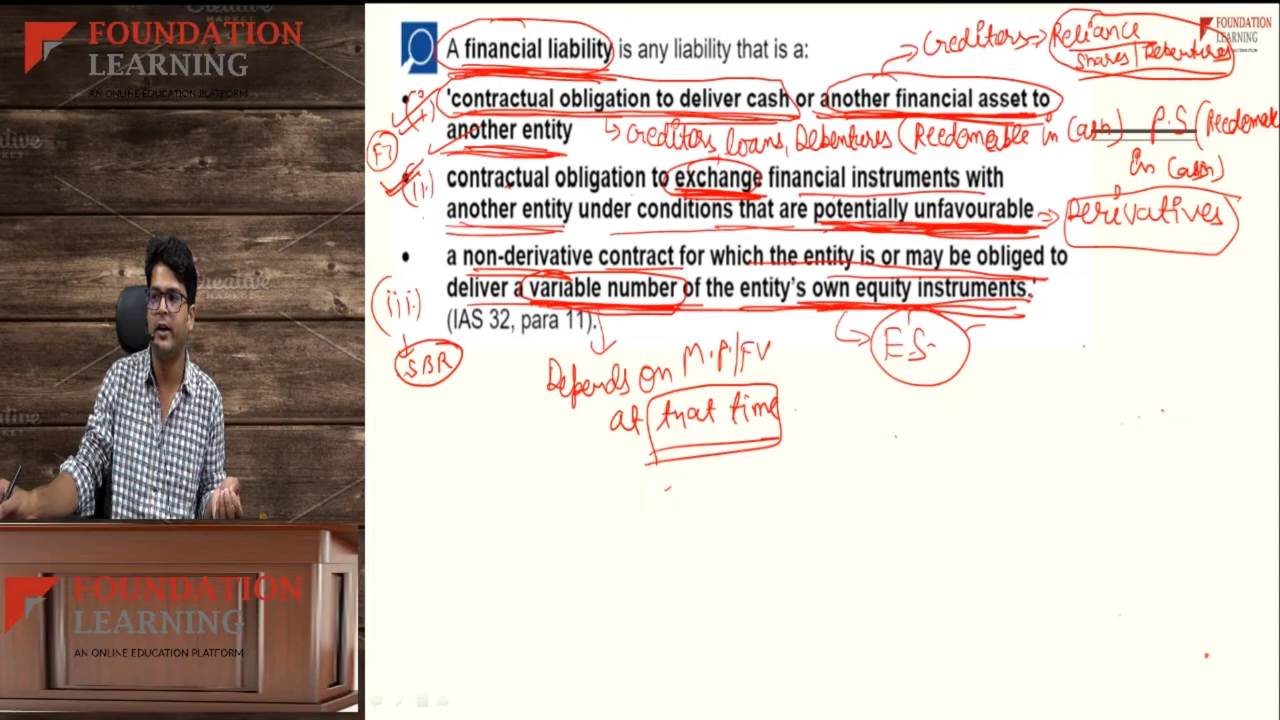 FOUNDATION
LEARNING
AN ONLINE EDUCATION PLATFORM
A financial liability is any liability that is a:
creditors → Reliance
Shares | Debentures
FOUNDATION
LEARNING
(i)
• 'contractual obligation to deliver cash or another financial asset to
another entity
F7
→ creditors loans, Debentures (Reedomable in Cash) P.S (Reedomab
in Cash)
(ii)
• contractual obligation to exchange financial instruments with
another entity under conditions that are potentially unfavourable
→ Derivatives
• a non-derivative contract for which the entity is or may be obliged to
deliver a variable number of the entity's own equity instruments.'
(iii)
(IAS 32, para 11).
SBR
E.S.
Depends on M.P/FV
at that time
FOUNDATION
LEARNING
AN ONLINE EDUCATION PLATFORM